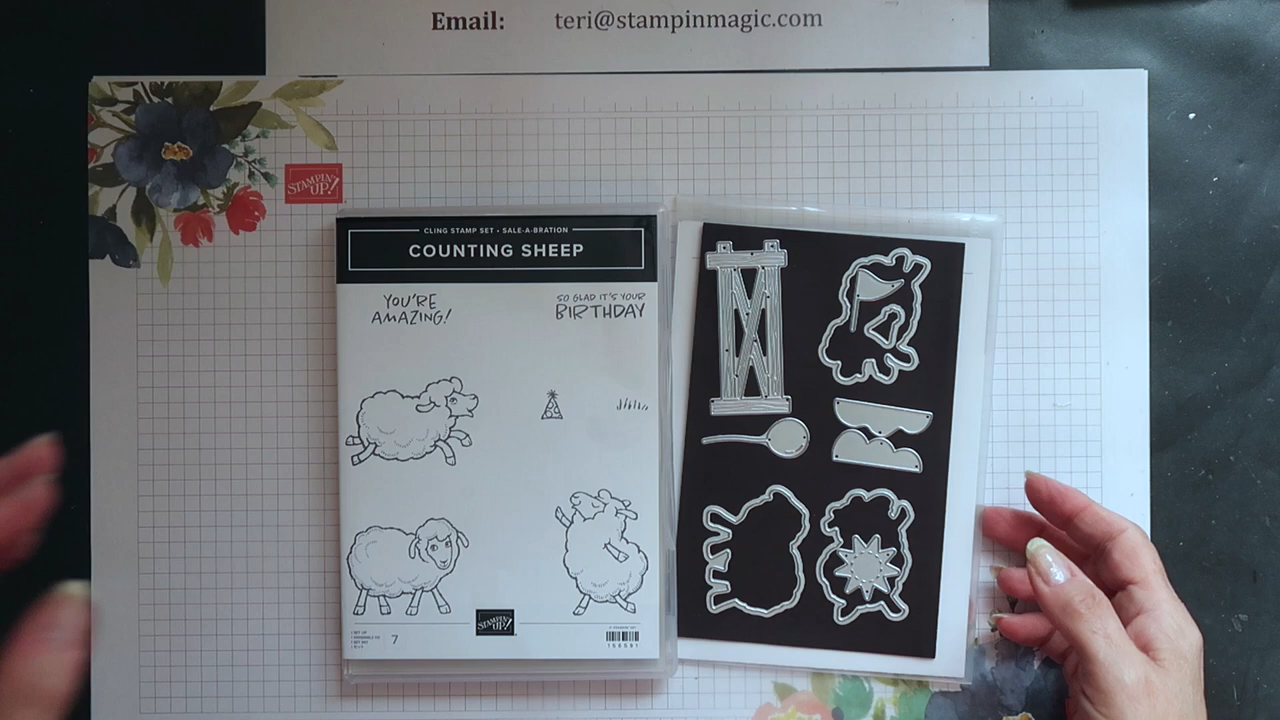 Email: teri@stampinmagic.com
STAMPIN' UP!
CLING STAMP SET • SALE-A-BRATION
COUNTING SHEEP
YOU'RE
AMAZING!
SO GLAD IT'S YOUR
BIRTHDAY
7
STAMPIN' UP!